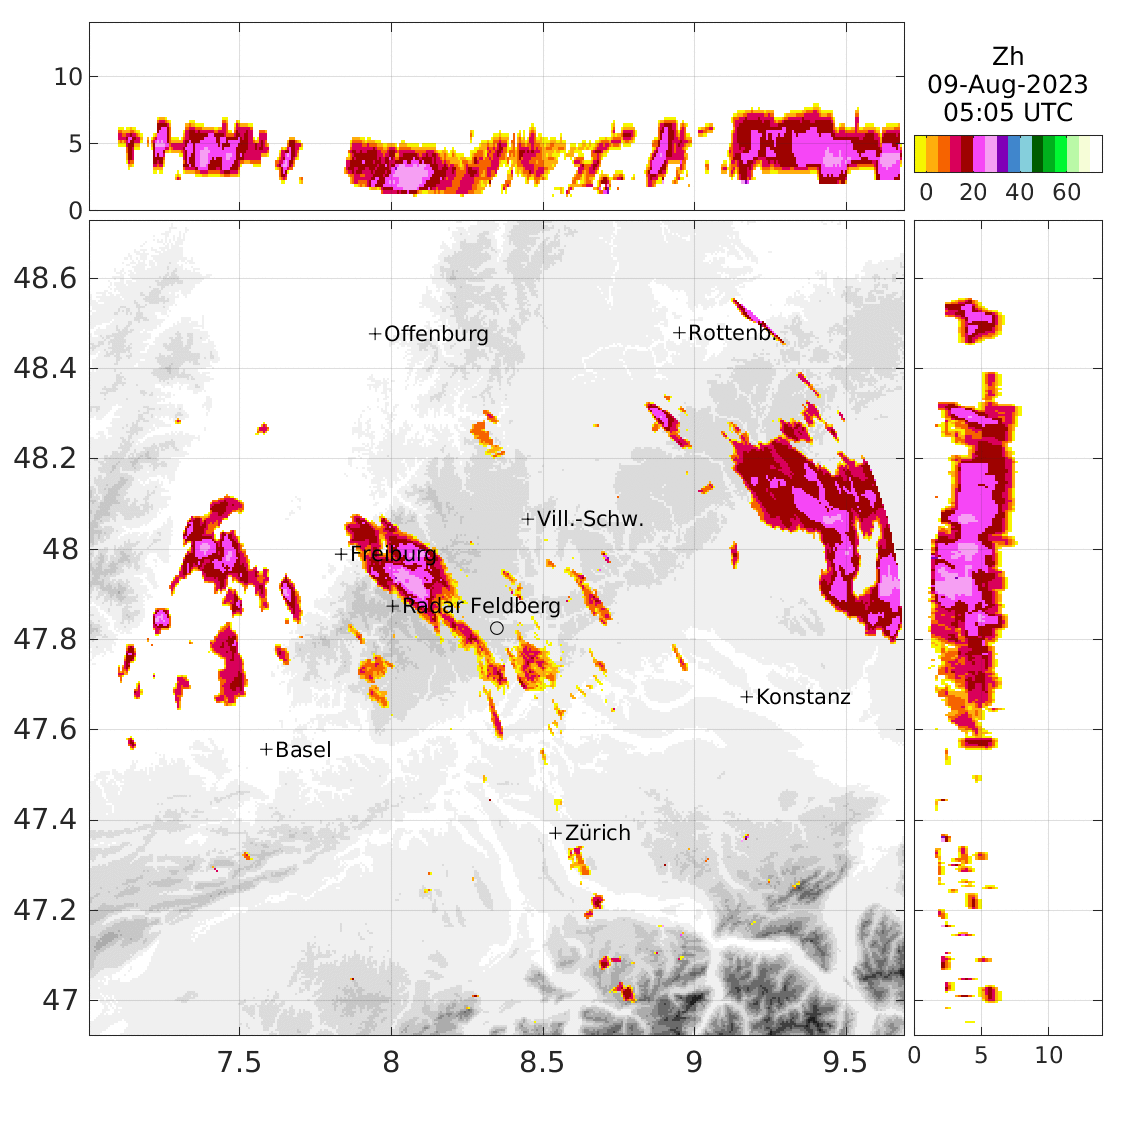 10
5
0
Zh
09-Aug-2023
05:05 UTC
0 20 40 60
48.6
48.4
48.2
48
47.8
47.6
47.4
47.2
47
+Offenburg
+Rottenb.
+Vill.-Schw.
+Freiburg
+Radar Feldberg
+Konstanz
+Basel
+Zürich
7.5 8 8.5 9 9.5
0 5 10